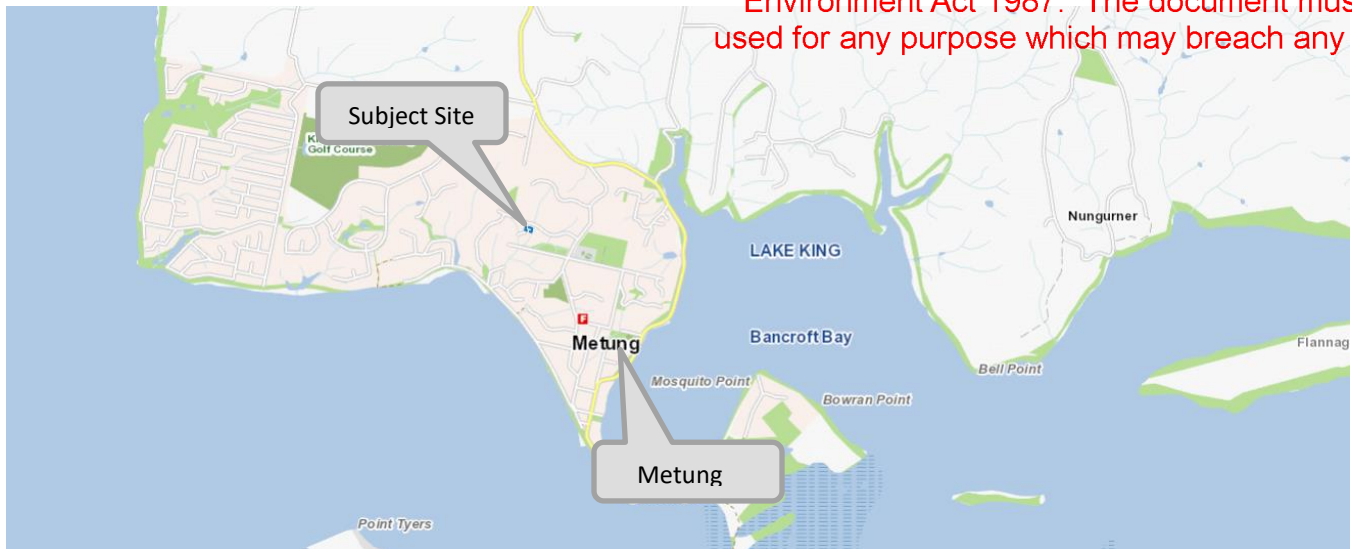 Environment Act 1987. The document mus
used for any purpose which may breach any
Subject Site
Golf Course
LAKE KING
Nungurner
Bancroft Bay
Metung
Flannag
Bell Point
Mosquito Point
Bowran Point
Metung
Point Tyers